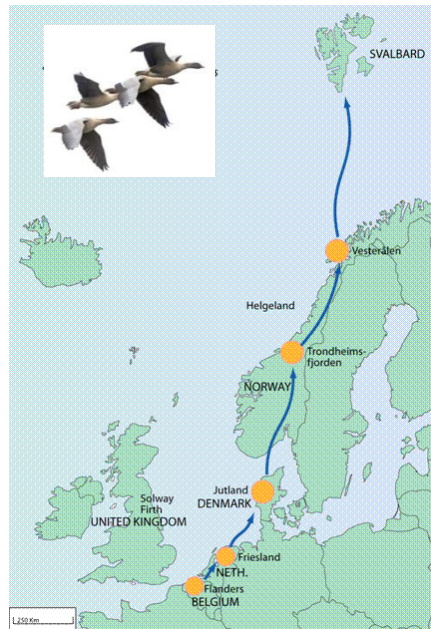 SVALBARD
Vesterålen
Helgeland
Trondheims-
fjorden
NORWAY
Jutland
DENMARK
Solway
Firth
UNITED KINGDOM
Friesland
NETH.
Flanders
BELGIUM
250 Km